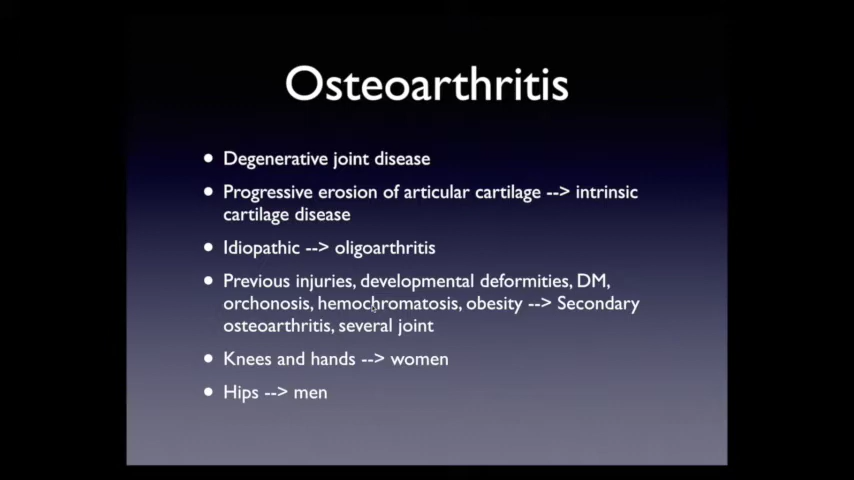 Osteoarthritis
• Degenerative joint disease
• Progressive erosion of articular cartilage --> intrinsic
cartilage disease
• Idiopathic --> oligoarthritis
• Previous injuries, developmental deformities, DM,
orchonosis, hemochromatosis, obesity --> Secondary
osteoarthritis, several joint
• Knees and hands --> women
• Hips --> men